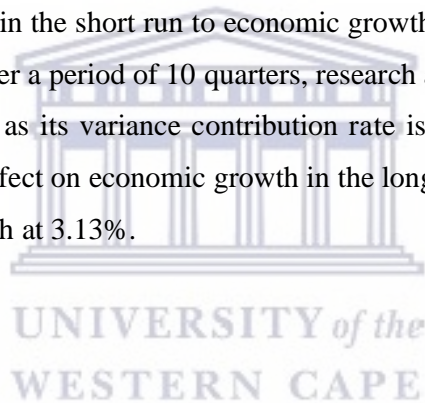 in the short run to economic growth
er a period of 10 quarters, research
as its variance contribution rate is
fect on economic growth in the long
h at 3.13%.
UNIVERSITY of the
WESTERN CAPE